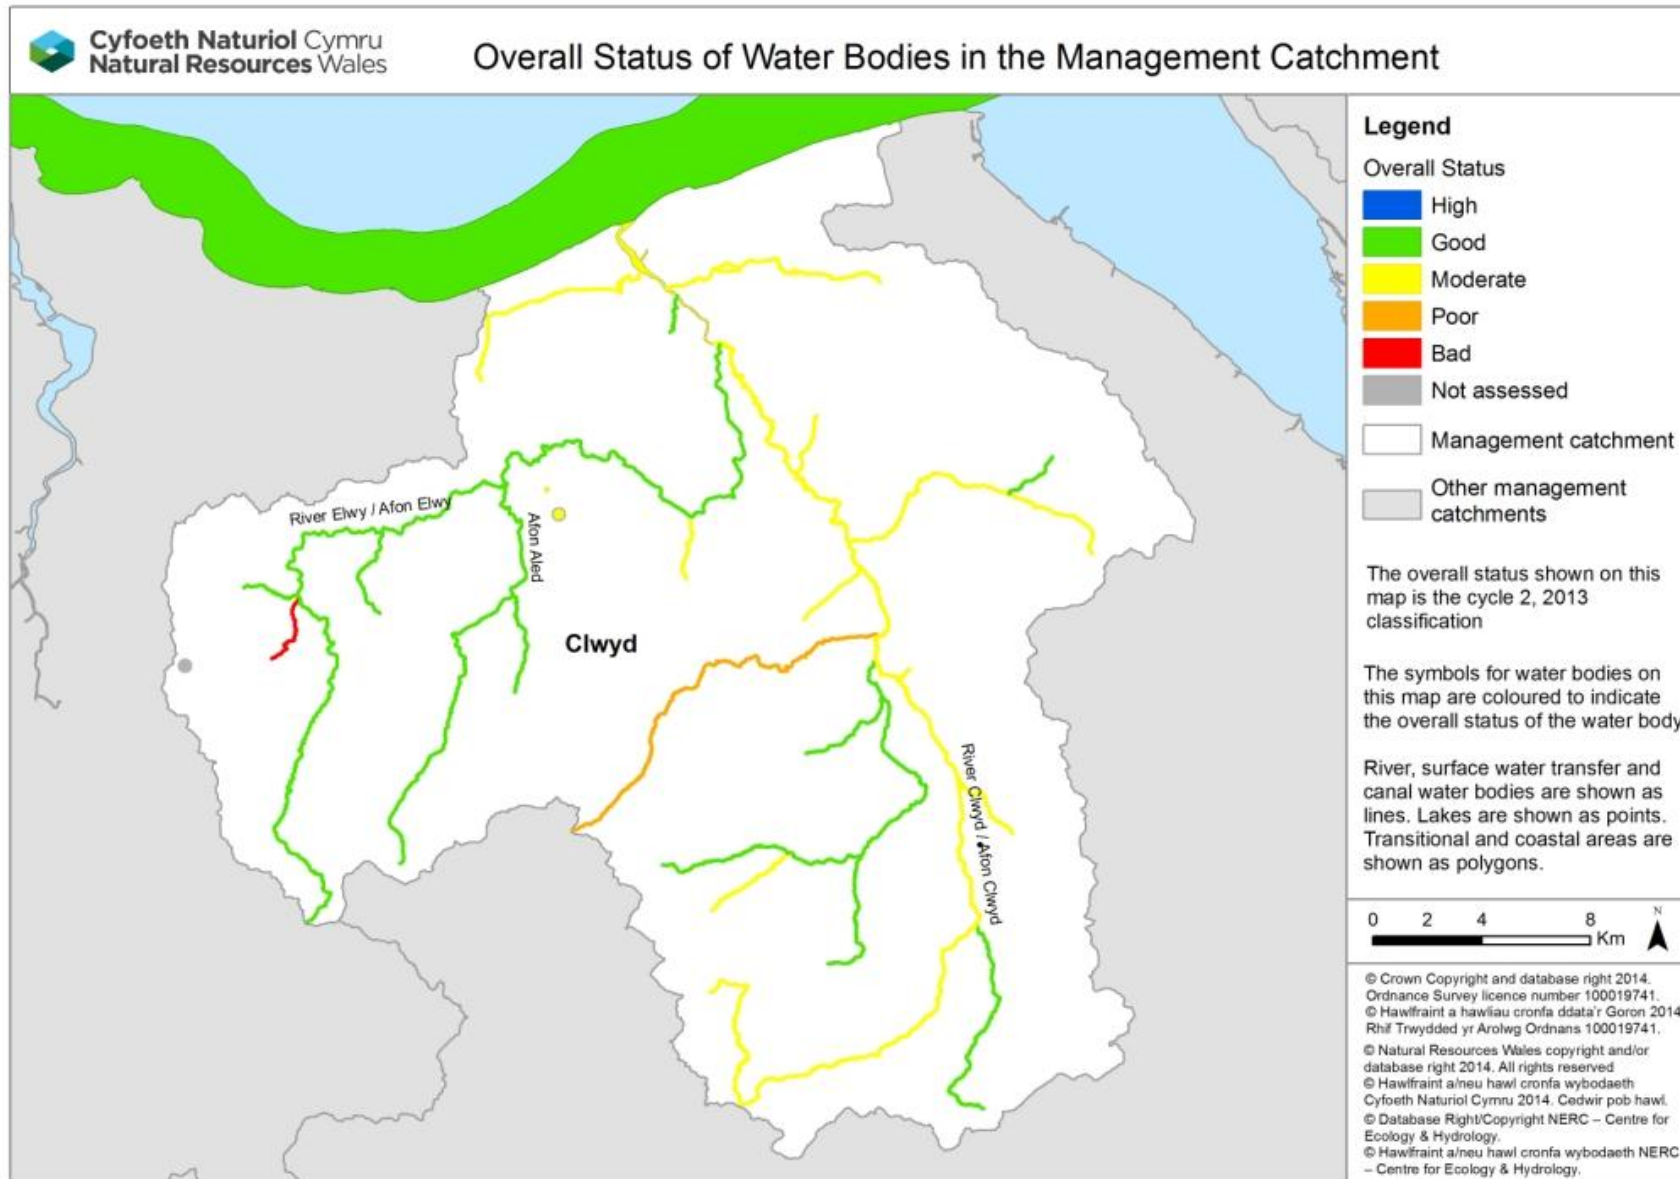 Cyfoeth Naturiol Cymru
Natural Resources Wales
Overall Status of Water Bodies in the Management Catchment
River Elwy / Afon Elwy
Afon Aled
Clwyd
River Clwyd / Afon Clwyd
Legend
Overall Status
High
Good
Moderate
Poor
Bad
Not assessed
Management catchment
Other management
catchments
The overall status shown on this
map is the cycle 2, 2013
classification
The symbols for water bodies on
this map are coloured to indicate
the overall status of the water body
River, surface water transfer and
canal water bodies are shown as
lines. Lakes are shown as points.
Transitional and coastal areas are
shown as polygons.
0 2 4 8
Km
N
© Crown Copyright and database right 2014.
Ordnance Survey licence number 100019741.
© Hawlfraint a hawliau cronfa ddata'r Goron 2014
Rhif Trwydded yr Arolwg Ordnans 100019741.
© Natural Resources Wales copyright and/or
database right 2014. All rights reserved
© Hawlfraint a/neu hawl cronfa wybodaeth
Cyfoeth Naturiol Cymru 2014. Cedwir pob hawl.
© Database Right/Copyright NERC – Centre for
Ecology & Hydrology.
© Hawlfraint a/neu hawl cronfa wybodaeth NERC
– Centre for Ecology & Hydrology.